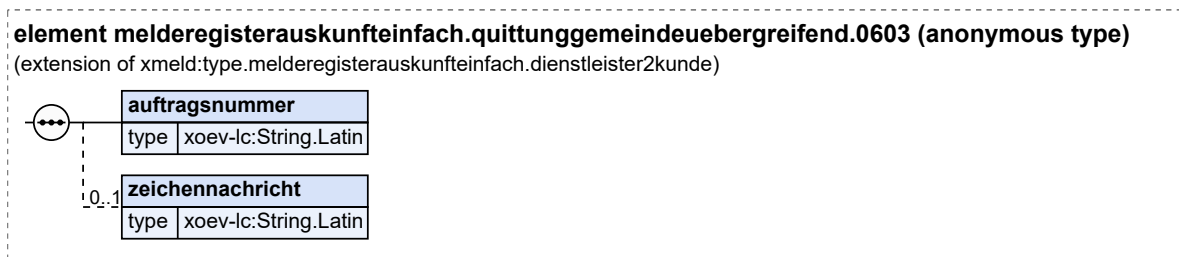 element melderegisterauskunfteinfach.quittunggemeindeuebergreifend.0603 (anonymous type)
(extension of xmeld:type.melderegisterauskunfteinfach.dienstleister2kunde)
auftragsnummer
type xoev-lc:String.Latin
0..1 zeichennachricht
type xoev-lc:String.Latin